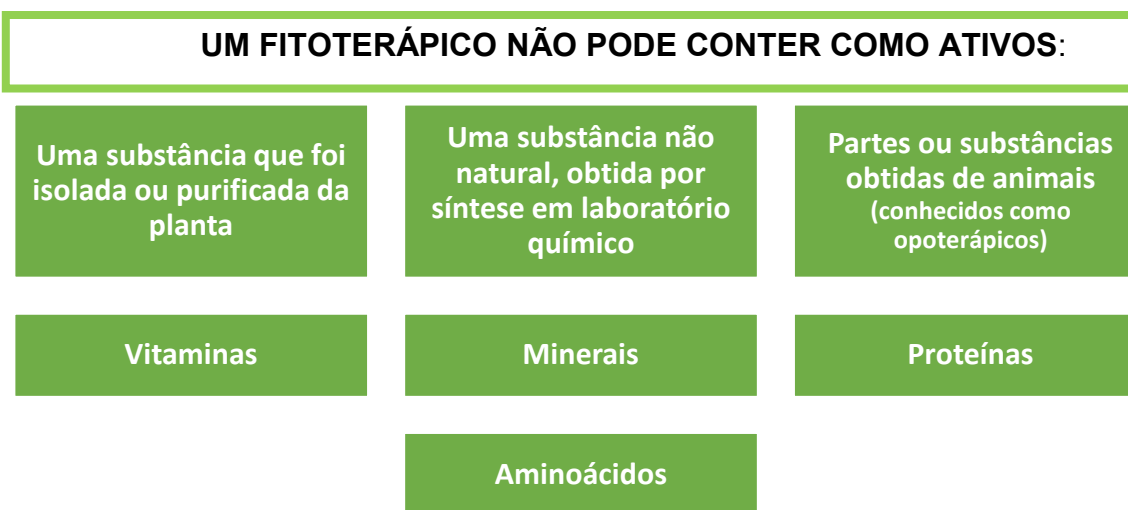 UM FITOTERÁPICO NÃO PODE CONTER COMO ATIVOS:
Uma substância que foi
isolada ou purificada da
planta
Uma substância não
natural, obtida por
síntese em laboratório
químico
Partes ou substâncias
obtidas de animais
(conhecidos como
opoterápicos)
Vitaminas
Minerais
Proteínas
Aminoácidos